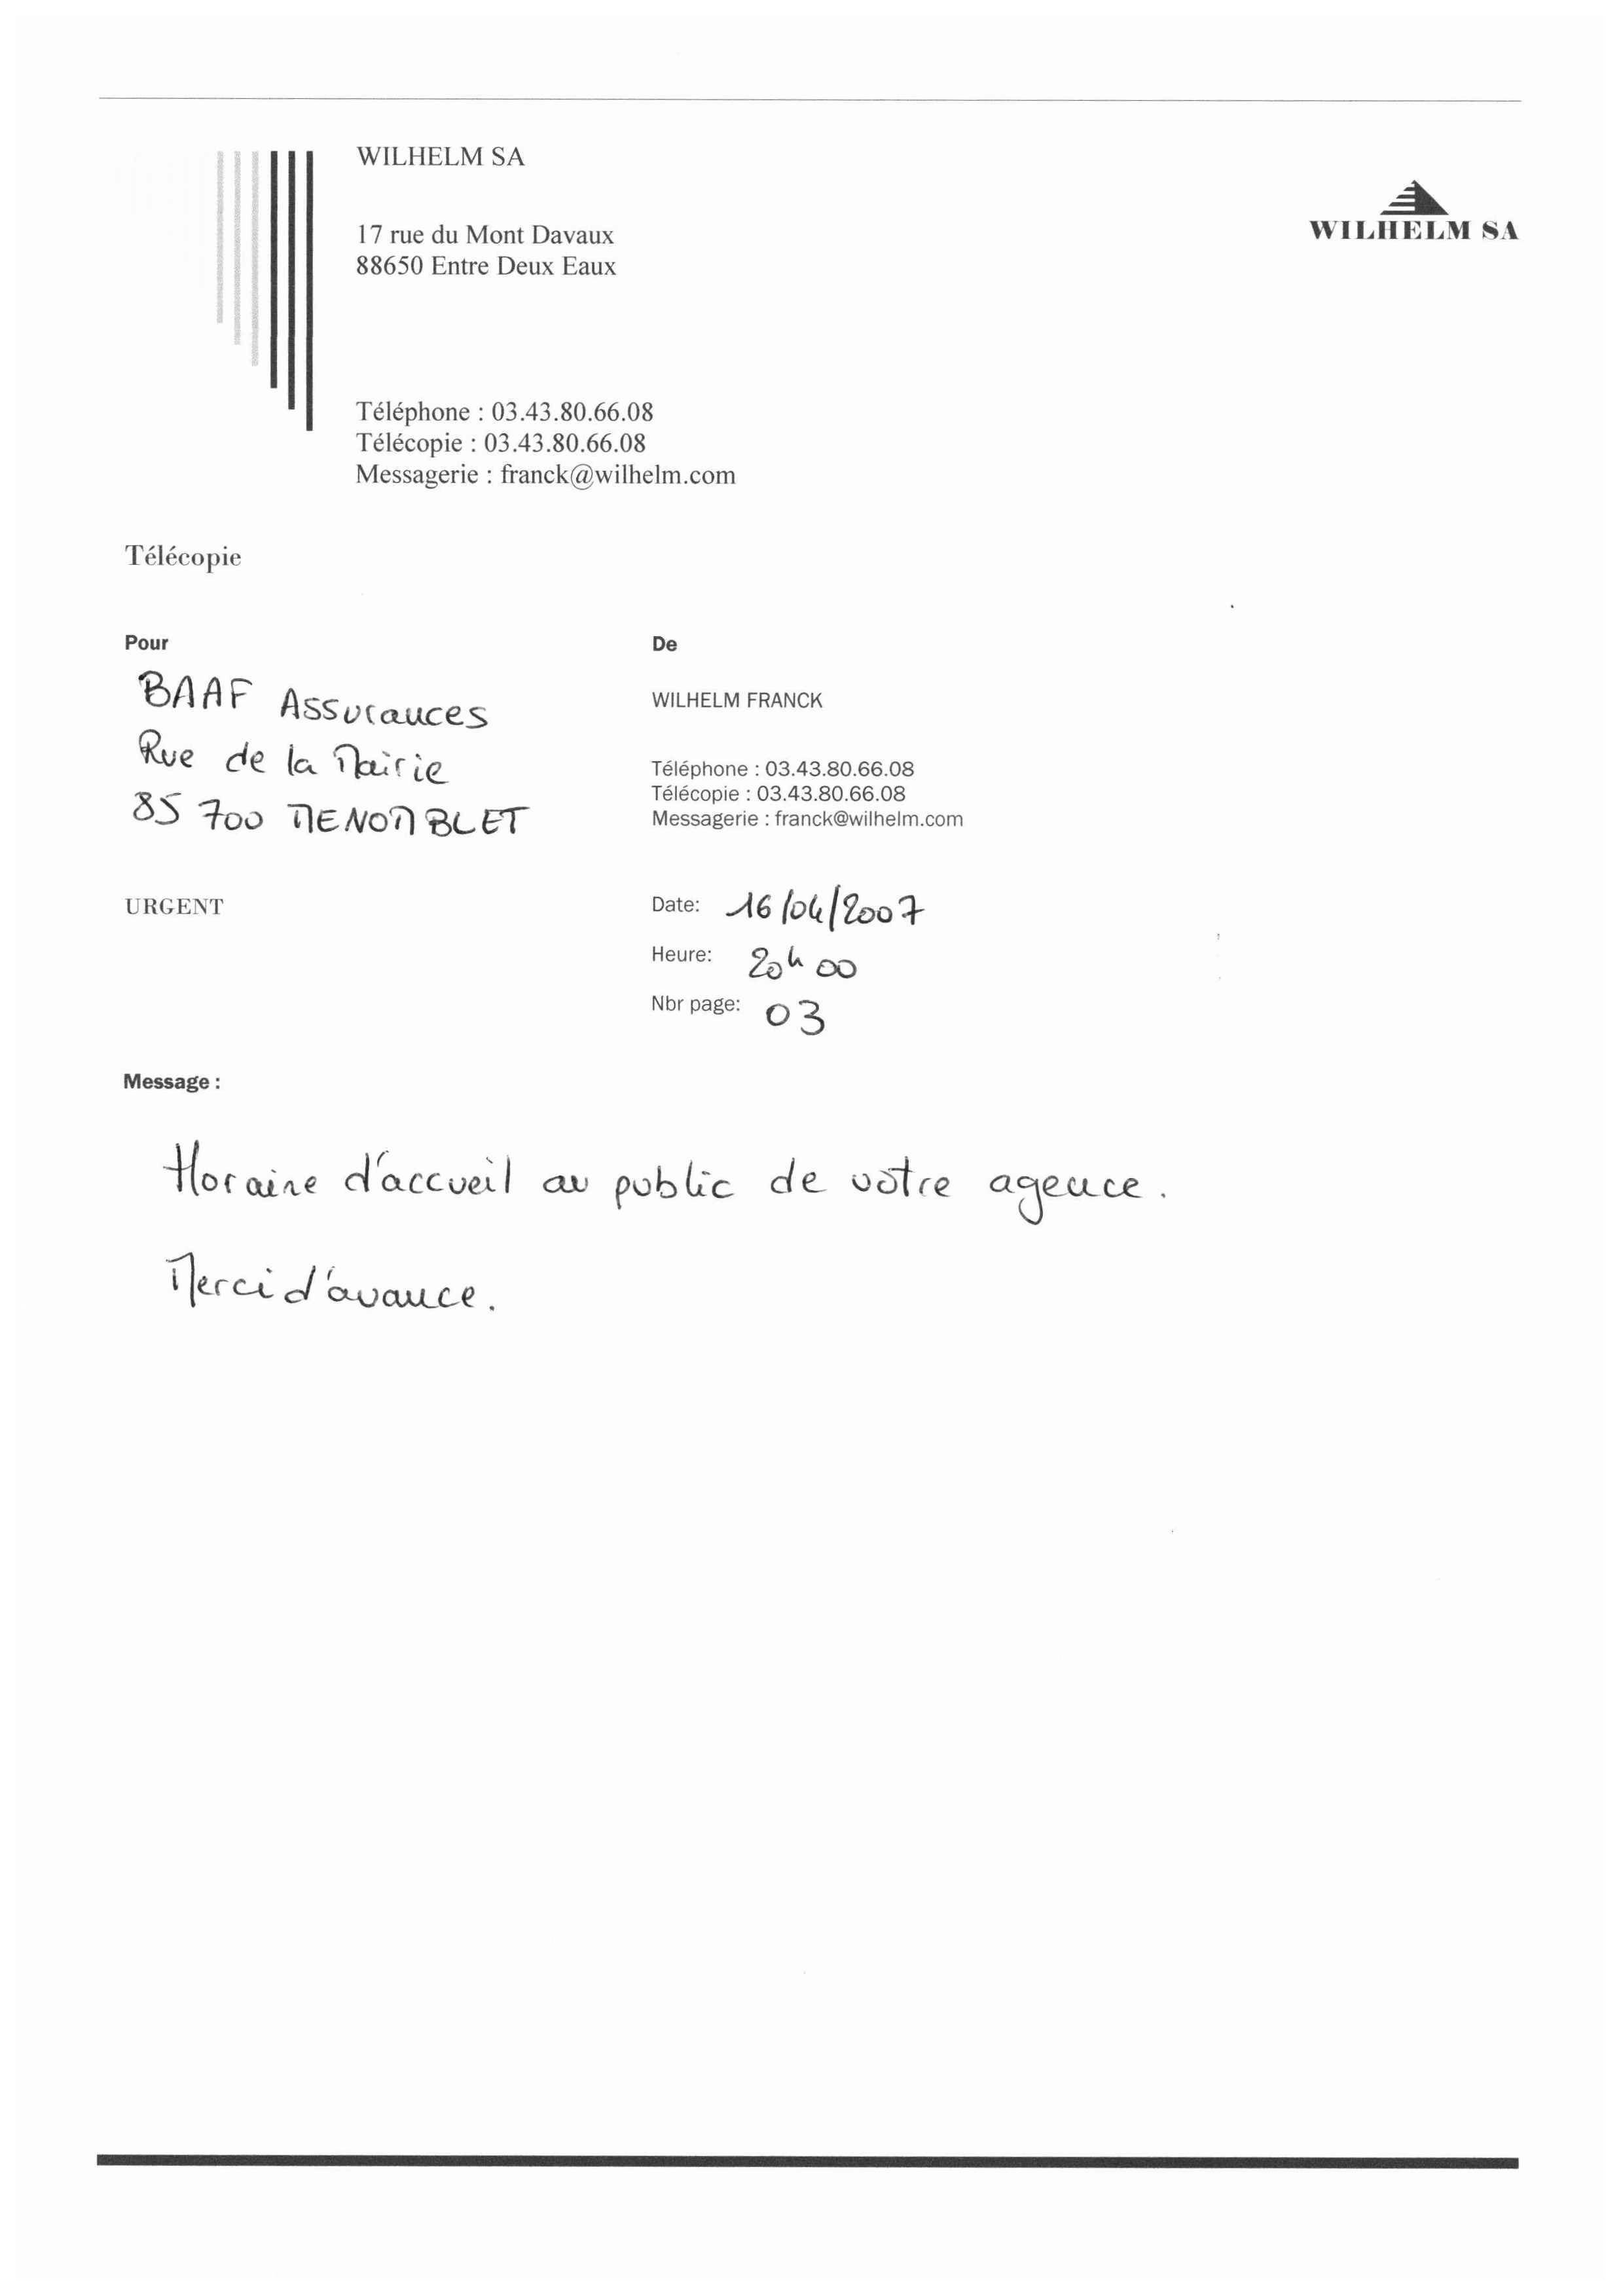 WILHELM SA
17 rue du Mont Davaux
88650 Entre Deux Eaux
WILHELM SA
Téléphone : 03.43.80.66.08
Télécopie : 03.43.80.66.08
Messagerie : franck@wilhelm.com
Télécopie
Pour
BAAF Assurances
Rue de la Mairie
85 700 MENOMBLET
De
WILHELM FRANCK
Téléphone : 03.43.80.66.08
Télécopie : 03.43.80.66.08
Messagerie : franck@wilhelm.com
URGENT
Date: 16/04/2007
Heure: 20h00
Nbr page: 03
Message :
Horaire d'accueil au public de vôtre agence.
Merci d'avance.